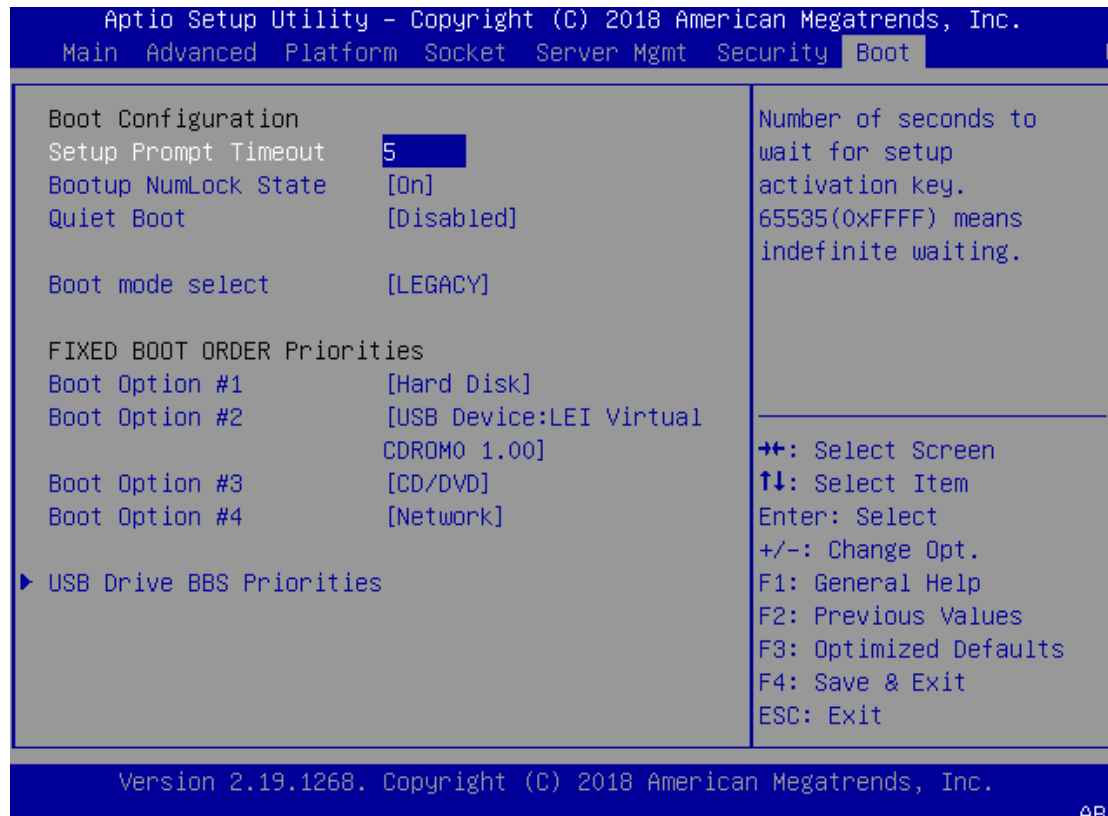 Aptio Setup Utility – Copyright (C) 2018 American Megatrends, Inc.
Main Advanced Platform Socket Server Mgmt Security Boot
Boot Configuration
Setup Prompt Timeout 5
Bootup NumLock State [On]
Quiet Boot [Disabled]
Boot mode select [LEGACY]
FIXED BOOT ORDER Priorities
Boot Option #1 [Hard Disk]
Boot Option #2 [USB Device:LEI Virtual
CDROM0 1.00]
Boot Option #3 [CD/DVD]
Boot Option #4 [Network]
USB Drive BBS Priorities
Number of seconds to
wait for setup
activation key.
65535(0xFFFF) means
indefinite waiting.
→←: Select Screen
↑↓: Select Item
Enter: Select
+/-: Change Opt.
F1: General Help
F2: Previous Values
F3: Optimized Defaults
F4: Save & Exit
ESC: Exit
Version 2.19.1268. Copyright (C) 2018 American Megatrends, Inc.
AB